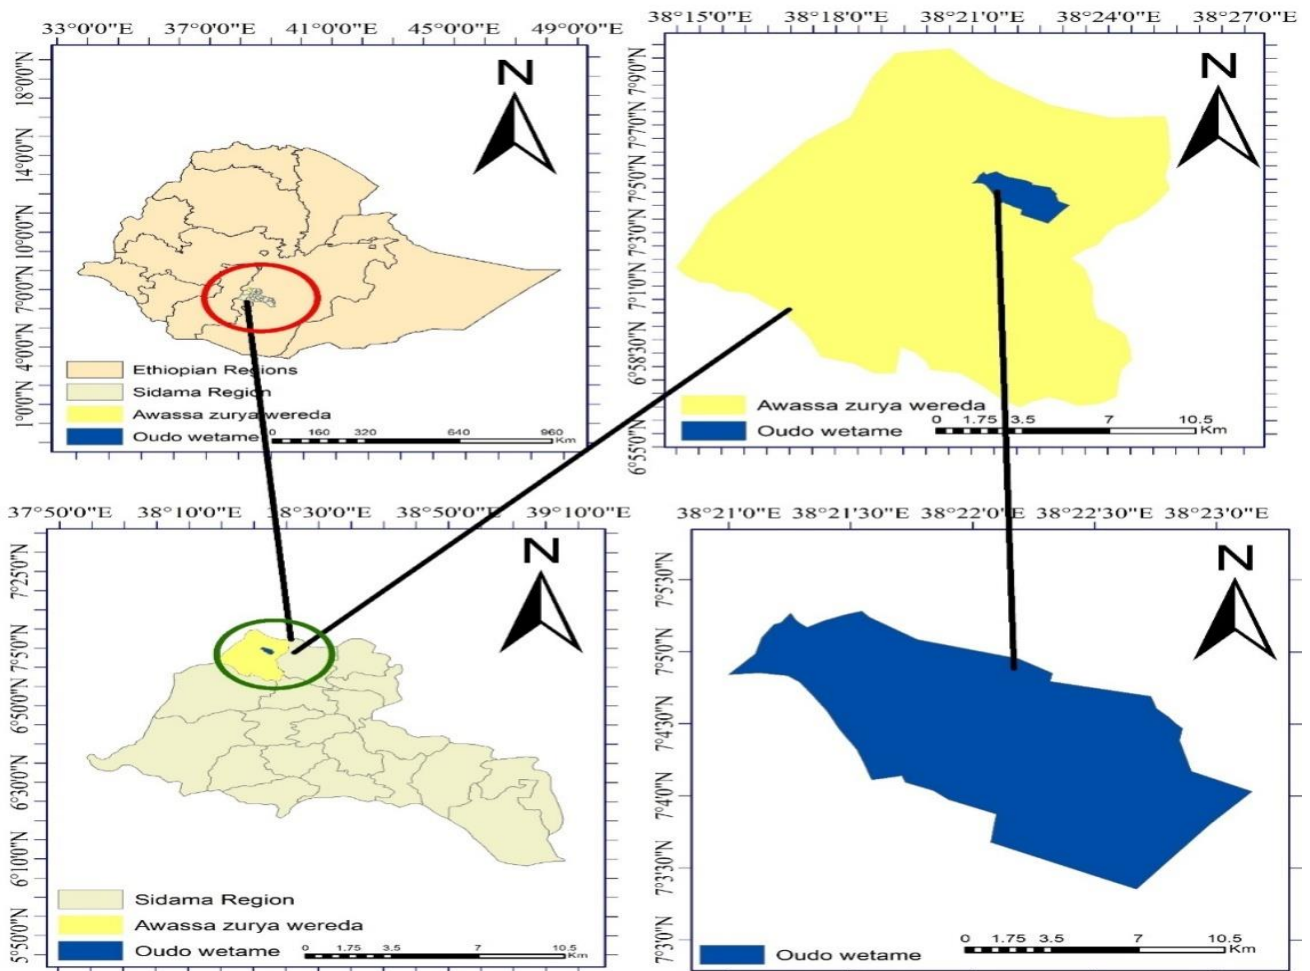 33°0'0"E 37°0'0"E 41°0'0"E 45°0'0"E 49°0'0"E
18°0'0"N
14°0'0"N
10°0'0"N
7°0'0"N
4°0'0"N
1°0'0"N
N
Ethiopian Regions
Sidama Region
Awassa zurya wereda
Oudo wetame
0 160 320 640 960
Km
38°15'0"E 38°18'0"E 38°21'0"E 38°24'0"E 38°27'0"E
7°9'0"N
7°7'0"N
7°5'0"N
7°3'0"N
7°1'0"N
6°58'30"N
6°55'0"N
N
Awassa zurya wereda
Oudo wetame
0 1.75 3.5 7 10.5
Km
37°50'0"E 38°10'0"E 38°30'0"E 38°50'0"E 39°10'0"E
7°25'0"N
7°5'0"N
6°50'0"N
6°30'0"N
6°10'0"N
5°50'0"N
N
Sidama Region
Awassa zurya wereda
Oudo wetame
0 1.75 3.5 7 10.5
Km
38°21'0"E 38°21'30"E 38°22'0"E 38°22'30"E 38°23'0"E
7°5'30"N
7°5'0"N
7°4'30"N
7°4'0"N
7°3'30"N
7°3'0"N
N
Oudo wetame
0 1.75 3.5 7 10.5
Km